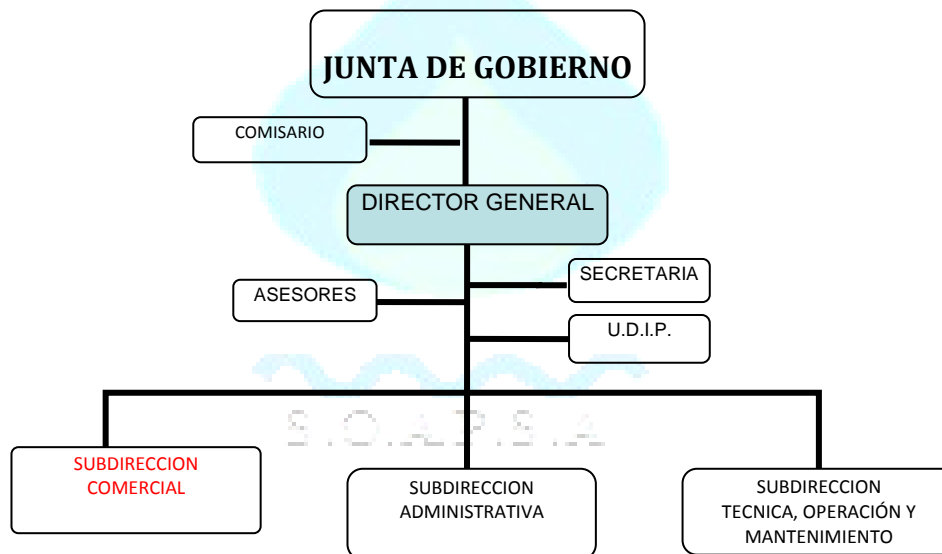 JUNTA DE GOBIERNO
COMISARIO
DIRECTOR GENERAL
SECRETARIA
ASESORES
U.D.I.P.
S.O.A.P.S.A
SUBDIRECCION
COMERCIAL
SUBDIRECCION
ADMINISTRATIVA
SUBDIRECCION
TECNICA, OPERACIÓN Y
MANTENIMIENTO